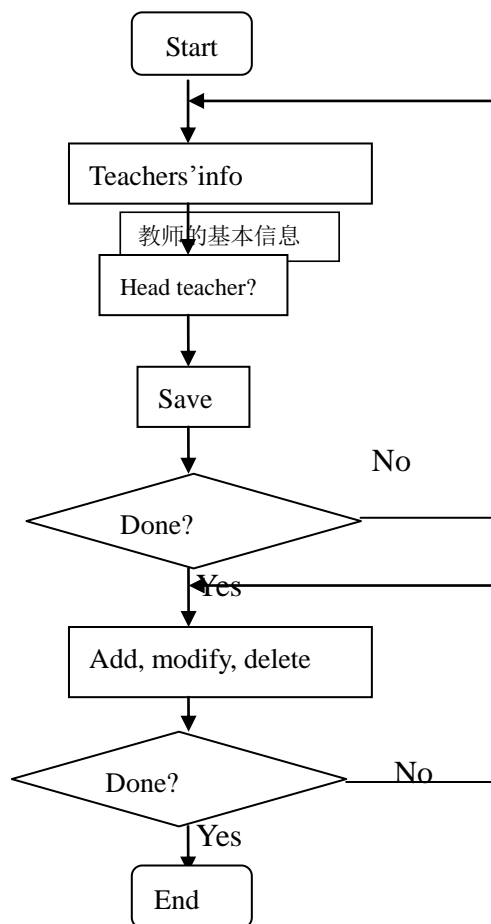 Start
Teachers'info
教师的基本信息
Head teacher?
Save
No
Done?
Yes
Add, modify, delete
No
Done?
Yes
End